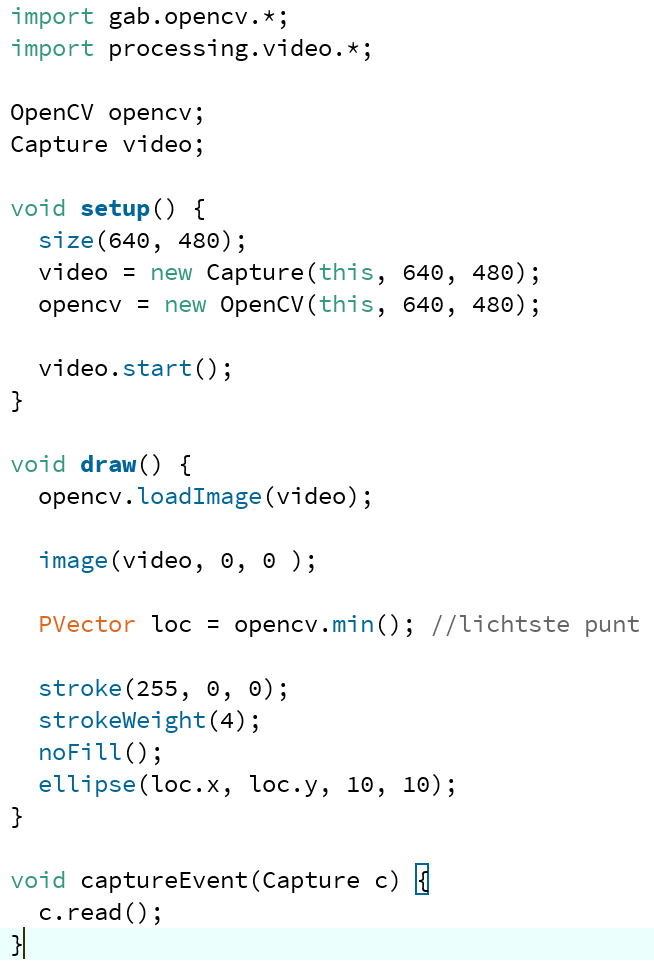 import gab.opencv.*;
import processing.video.*;

OpenCV opencv;
Capture video;

void setup() {
  size(640, 480);
  video = new Capture(this, 640, 480);
  opencv = new OpenCV(this, 640, 480);

  video.start();
}

void draw() {
  opencv.loadImage(video);

  image(video, 0, 0 );

  PVector loc = opencv.min(); //lichtste punt

  stroke(255, 0, 0);
  strokeWeight(4);
  noFill();
  ellipse(loc.x, loc.y, 10, 10);
}

void captureEvent(Capture c) {
  c.read();
}